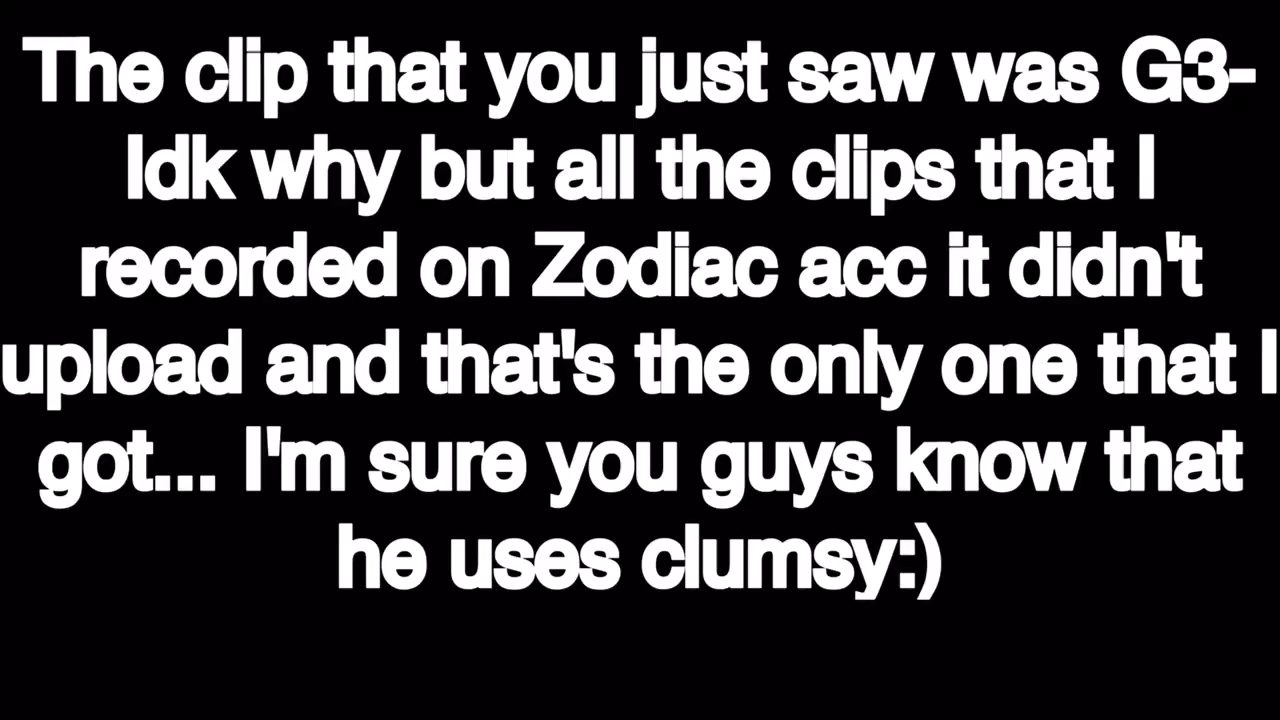 The clip that you just saw was G3-
Idk why but all the clips that I
recorded on Zodiac acc it didn't
upload and that's the only one that I
got... I'm sure you guys know that
he uses clumsy:)